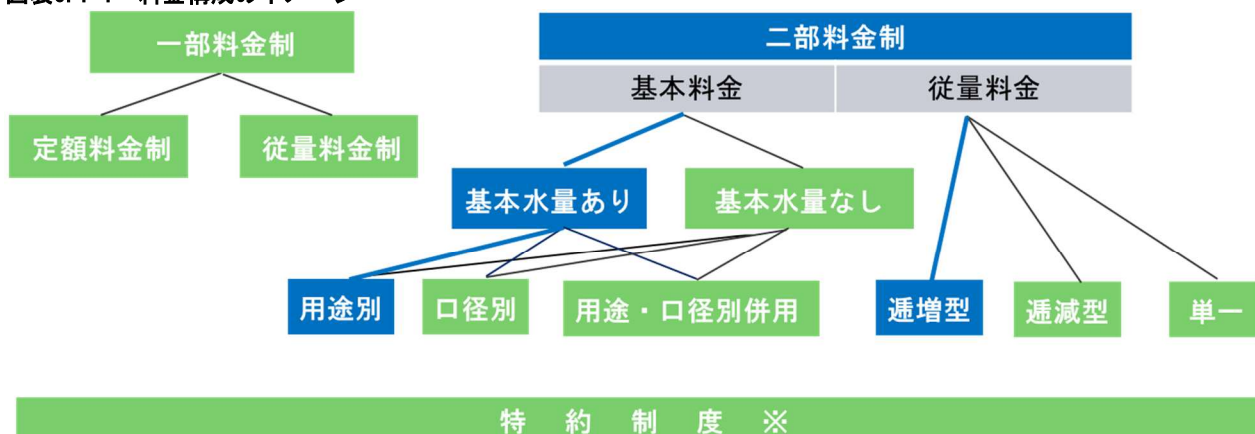 一部料金制
二部料金制
基本料金
従量料金
定額料金制
従量料金制
基本水量あり
基本水量なし
用途別
口径別
用途・口径別併用
逓増型
逓減型
単一
特約制度※